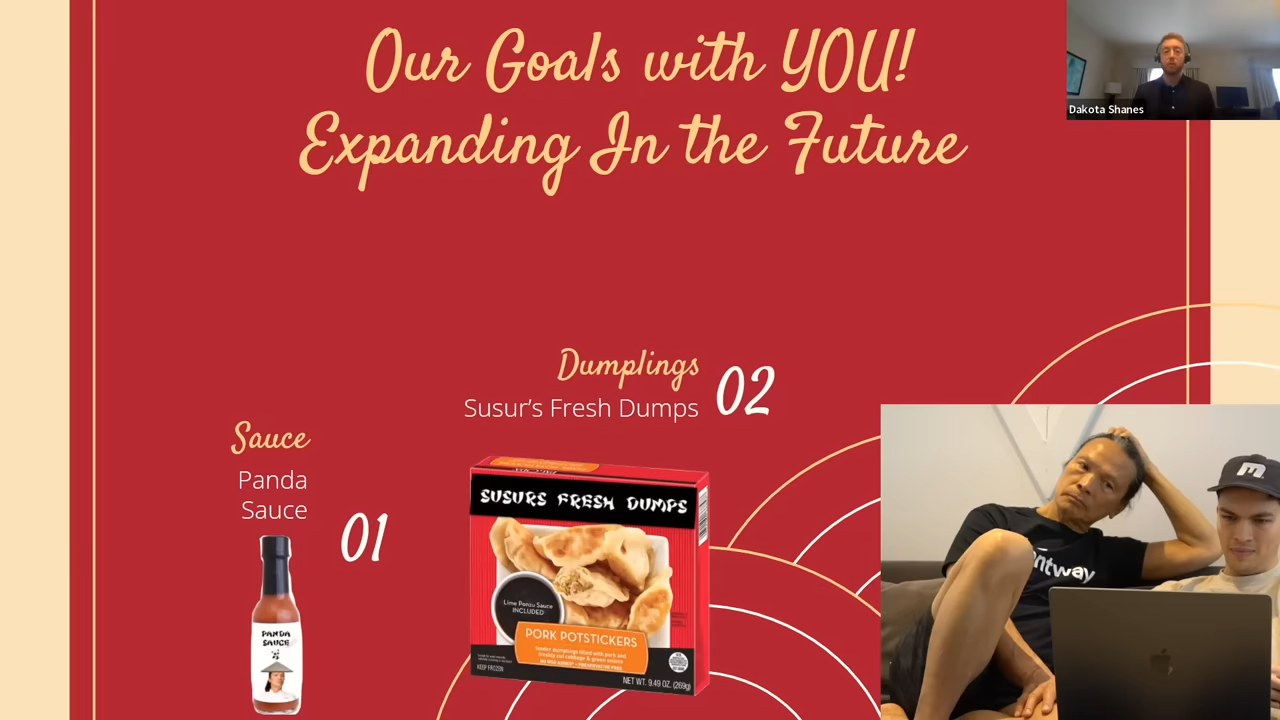 Our Goals with YOU!
Expanding In the Future
Dakota Shanes
Dumplings
Susur's Fresh Dumps
02
Sauce
Panda
Sauce
01
SUSURS FRESH DUMPS
Lime Ponzu Sauce
INCLUDED
PORK POTSTICKERS
KEEP FROZEN
NET WT. 9.49 OZ. (269g)
PANDA
SAUCE
ntway
m